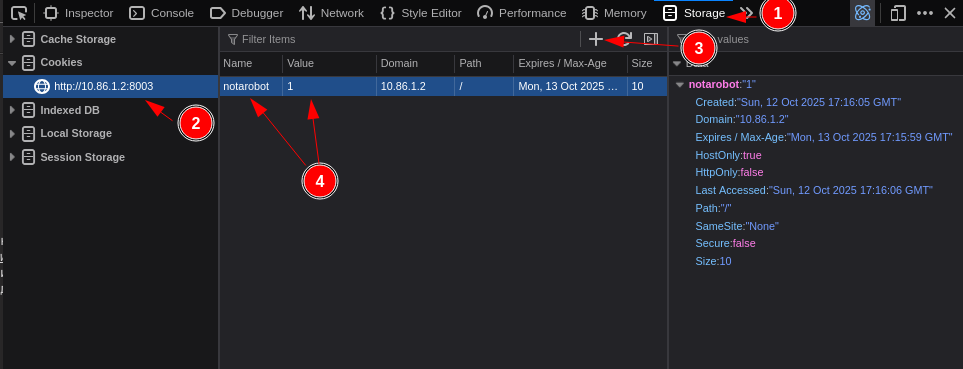 Inspector Console Debugger Network Style Editor Performance Memory Storage 1
Cache Storage
Cookies
http://10.86.1.2:8003
Indexed DB
Local Storage
Session Storage
2
Filter Items
3
values
Name Value Domain Path Expires / Max-Age Size
notarobot 1 10.86.1.2 / Mon, 13 Oct 2025 … 10
4
Data
notarobot:"1"
Created:"Sun, 12 Oct 2025 17:16:05 GMT"
Domain:"10.86.1.2"
Expires / Max-Age:"Mon, 13 Oct 2025 17:15:59 GMT"
HostOnly:true
HttpOnly:false
Last Accessed:"Sun, 12 Oct 2025 17:16:06 GMT"
Path:"/"
SameSite:"None"
Secure:false
Size:10